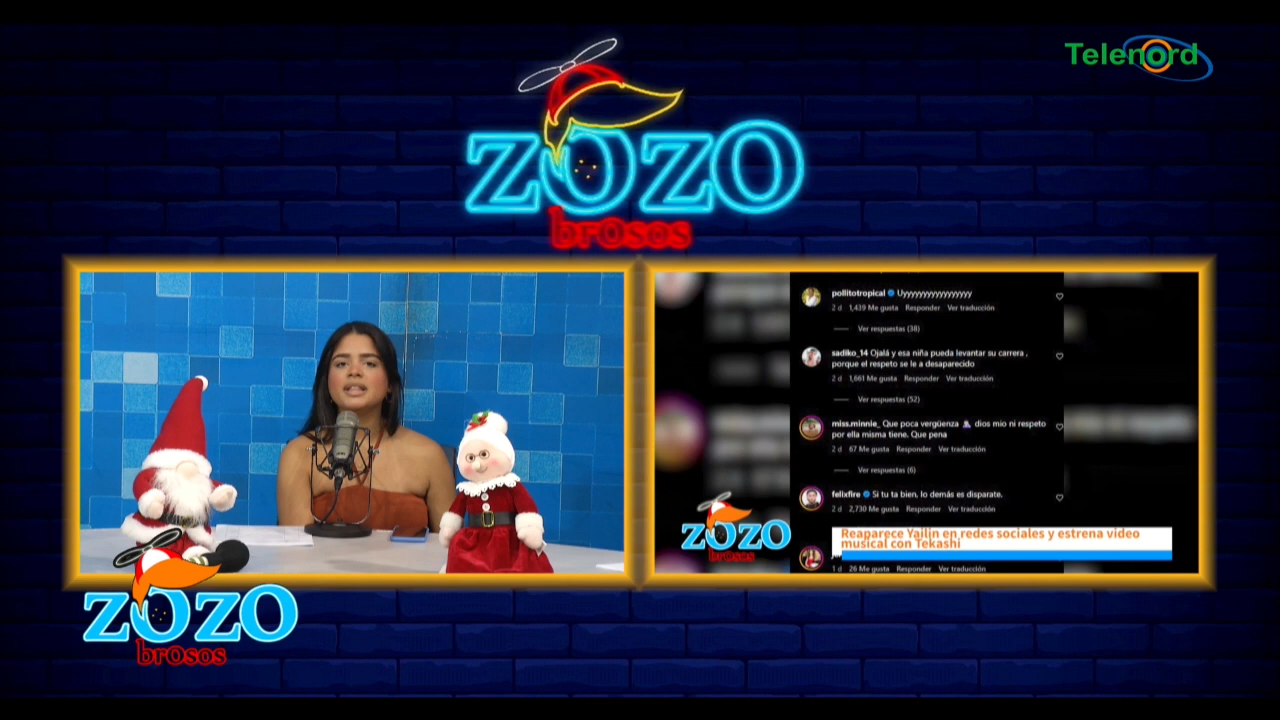 Telenord
ZOZO
brosos
pollitotropical Uyyyyyyyyyyyyyyyyy
2 d 1,439 Me gusta Responder Ver traducción
Ver respuestas (38)
sadiko_14 Ojalá y esa niña pueda levantar su carrera ,
porque el respeto se le a desaparecido
2 d 1,661 Me gusta Responder Ver traducción
Ver respuestas (52)
miss.minnie_ Que poca vergüenza dios mio ni respeto
por ella misma tiene. Que pena
2 d 67 Me gusta Responder Ver traducción
Ver respuestas (6)
felixfire Si tu ta bien, lo demás es disparate.
2 d 2,730 Me gusta Responder Ver traducción
ZOZO
brosos
Reaparece Yailin en redes sociales y estrena video
musical con Tekashi
1 d 26 Me gusta Responder Ver traducción
ZOZO
brosos